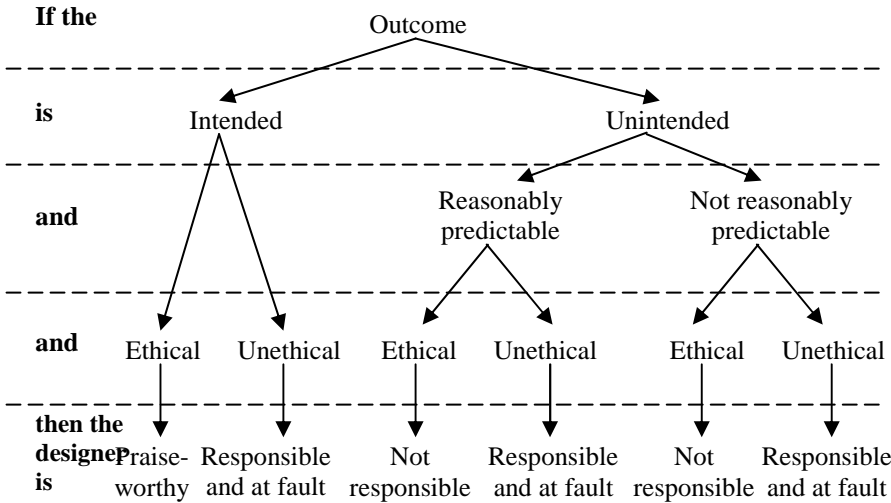 If the
Outcome
is
Intended
Unintended
and
Reasonably
predictable
Not reasonably
predictable
and
Ethical
Unethical
Ethical
Unethical
Ethical
Unethical
then the
designer
is
Praise-
worthy
Responsible
and at fault
Not
responsible
Responsible
and at fault
Not
responsible
Responsible
and at fault